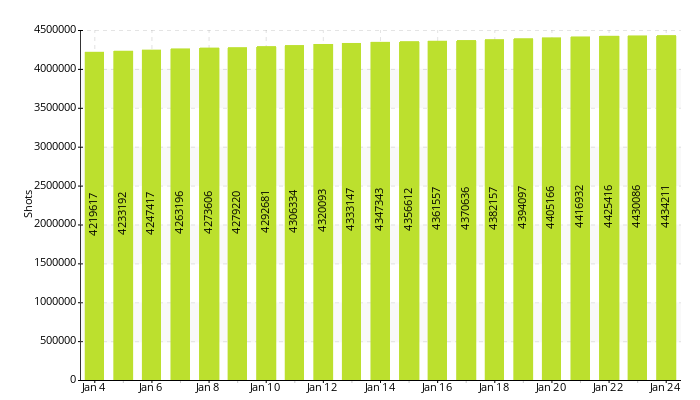 4500000
4000000
3500000
3000000
2500000
2000000
1500000
1000000
500000
0
Shots
4219617
4233192
4247417
4263196
4273606
4279220
4292681
4306334
4320093
4333147
4347343
4356612
4361557
4370636
4382157
4394097
4405166
4416932
4425416
4430086
4434211
Jan 4
Jan 6
Jan 8
Jan 10
Jan 12
Jan 14
Jan 16
Jan 18
Jan 20
Jan 22
Jan 24